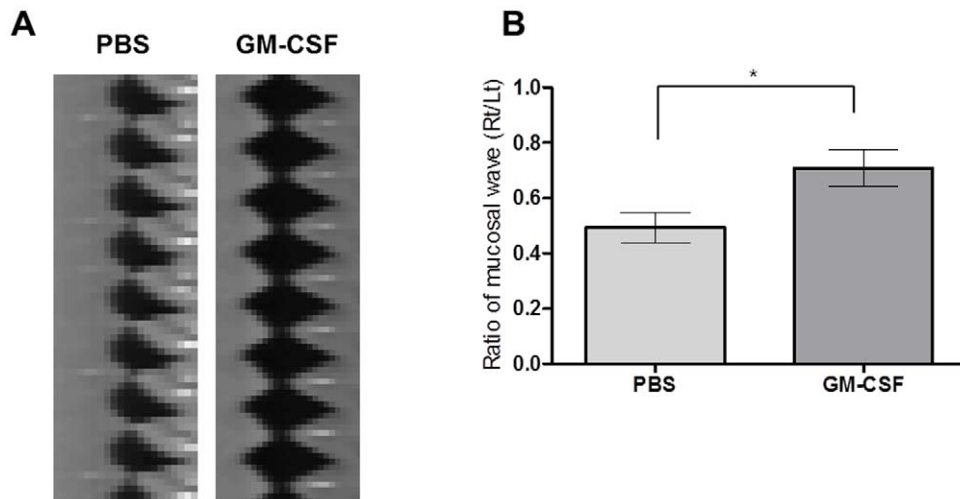 A
PBS
GM-CSF
B
*
Ratio of mucosal wave (Rt/Lt)
1.0
0.8
0.6
0.4
0.2
0.0
PBS
GM-CSF